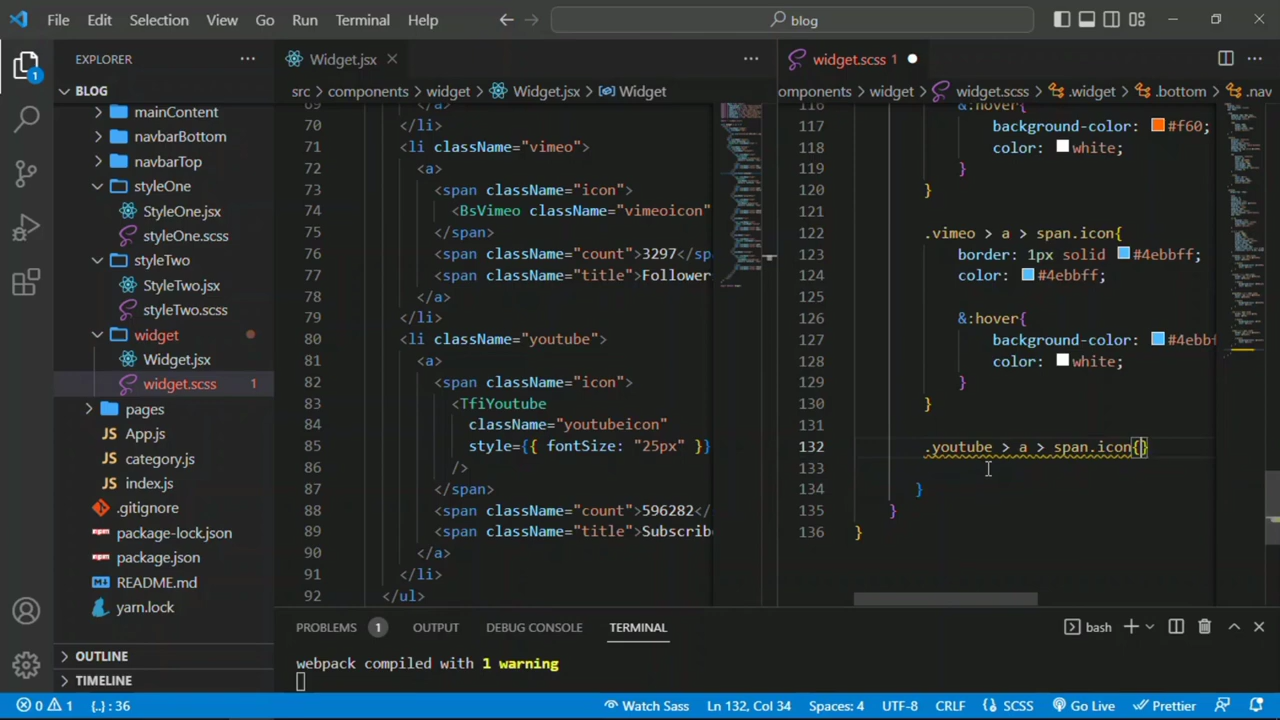 File Edit Selection View Go Run Terminal Help
blog
EXPLORER
BLOG
mainContent
navbarBottom
navbarTop
styleOne
StyleOne.jsx
styleOne.scss
styleTwo
StyleTwo.jsx
styleTwo.scss
widget
Widget.jsx
widget.scss 1
pages
JS App.js
JS category.js
JS index.js
.gitignore
package-lock.json
package.json
README.md
yarn.lock
OUTLINE
TIMELINE
1
Widget.jsx
src > components > widget > Widget.jsx > Widget
70 </li>
71 <li className="vimeo">
72 <a>
73 <span className="icon">
74 <BsVimeo className="vimeoicon"
75 </span>
76 <span className="count">3297</sp
77 <span className="title">Follower
78 </a>
79 </li>
80 <li className="youtube">
81 <a>
82 <span className="icon">
83 <TfiYoutube
84 className="youtubeicon"
85 style={{ fontSize: "25px" }}
86 />
87 </span>
88 <span className="count">596282</
89 <span className="title">Subscribe
90 </a>
91 </li>
92 </ul>
widget.scss 1
omponents > widget > widget.scss > .widget > .bottom > .nav
116 &:hover{
117 background-color: #f60;
118 color: white;
119 }
120 }
121
122 .vimeo > a > span.icon{
123 border: 1px solid #4ebbff;
124 color: #4ebbff;
125
126 &:hover{
127 background-color: #4ebbf
128 color: white;
129 }
130 }
131
132 .youtube > a > span.icon{}
133
134 }
135 }
136 }
PROBLEMS 1 OUTPUT DEBUG CONSOLE TERMINAL
bash
webpack compiled with 1 warning
0 1 {..} : 36 Watch Sass Ln 132, Col 34 Spaces: 4 UTF-8 CRLF SCSS Go Live Prettier